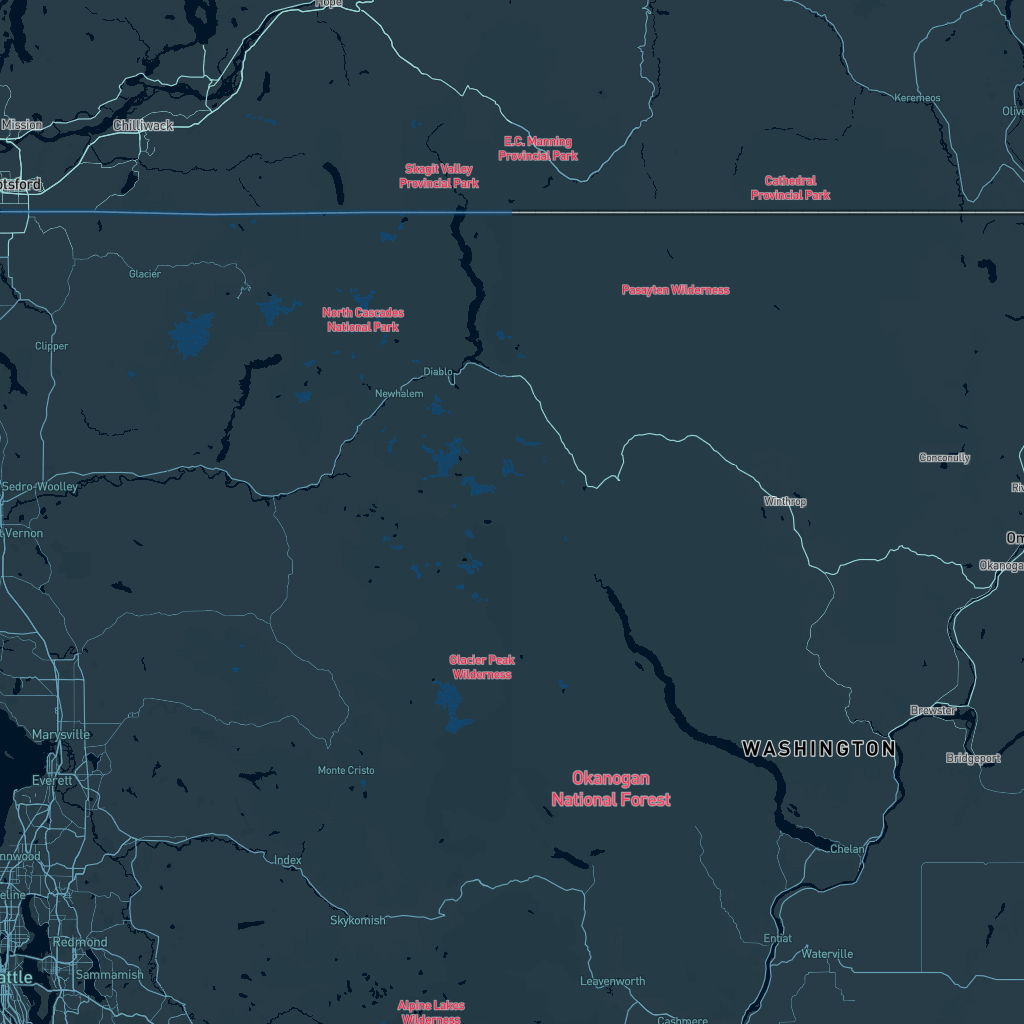 Hope
Keremeos
Mission
Chilliwack
E.C. Manning
Provincial Park
Skagit Valley
Provincial Park
otsford
Cathedral
Provincial Park
Glacier
Pasayten Wilderness
North Cascades
National Park
Clipper
Diablo
Newhalem
Conconully
Sedro-Woolley
Winthrop
t Vernon
Om
Okanoga
Glacier Peak
Wilderness
Brewster
Marysville
WASHINGTON
Bridgeport
Monte Cristo
Everett
Okanogan
National Forest
Chelan
nnwood
Index
eline
Skykomish
Redmond
Entiat
Waterville
attle
Sammamish
Leavenworth
Alpine Lakes
Wilderness
Cashmere